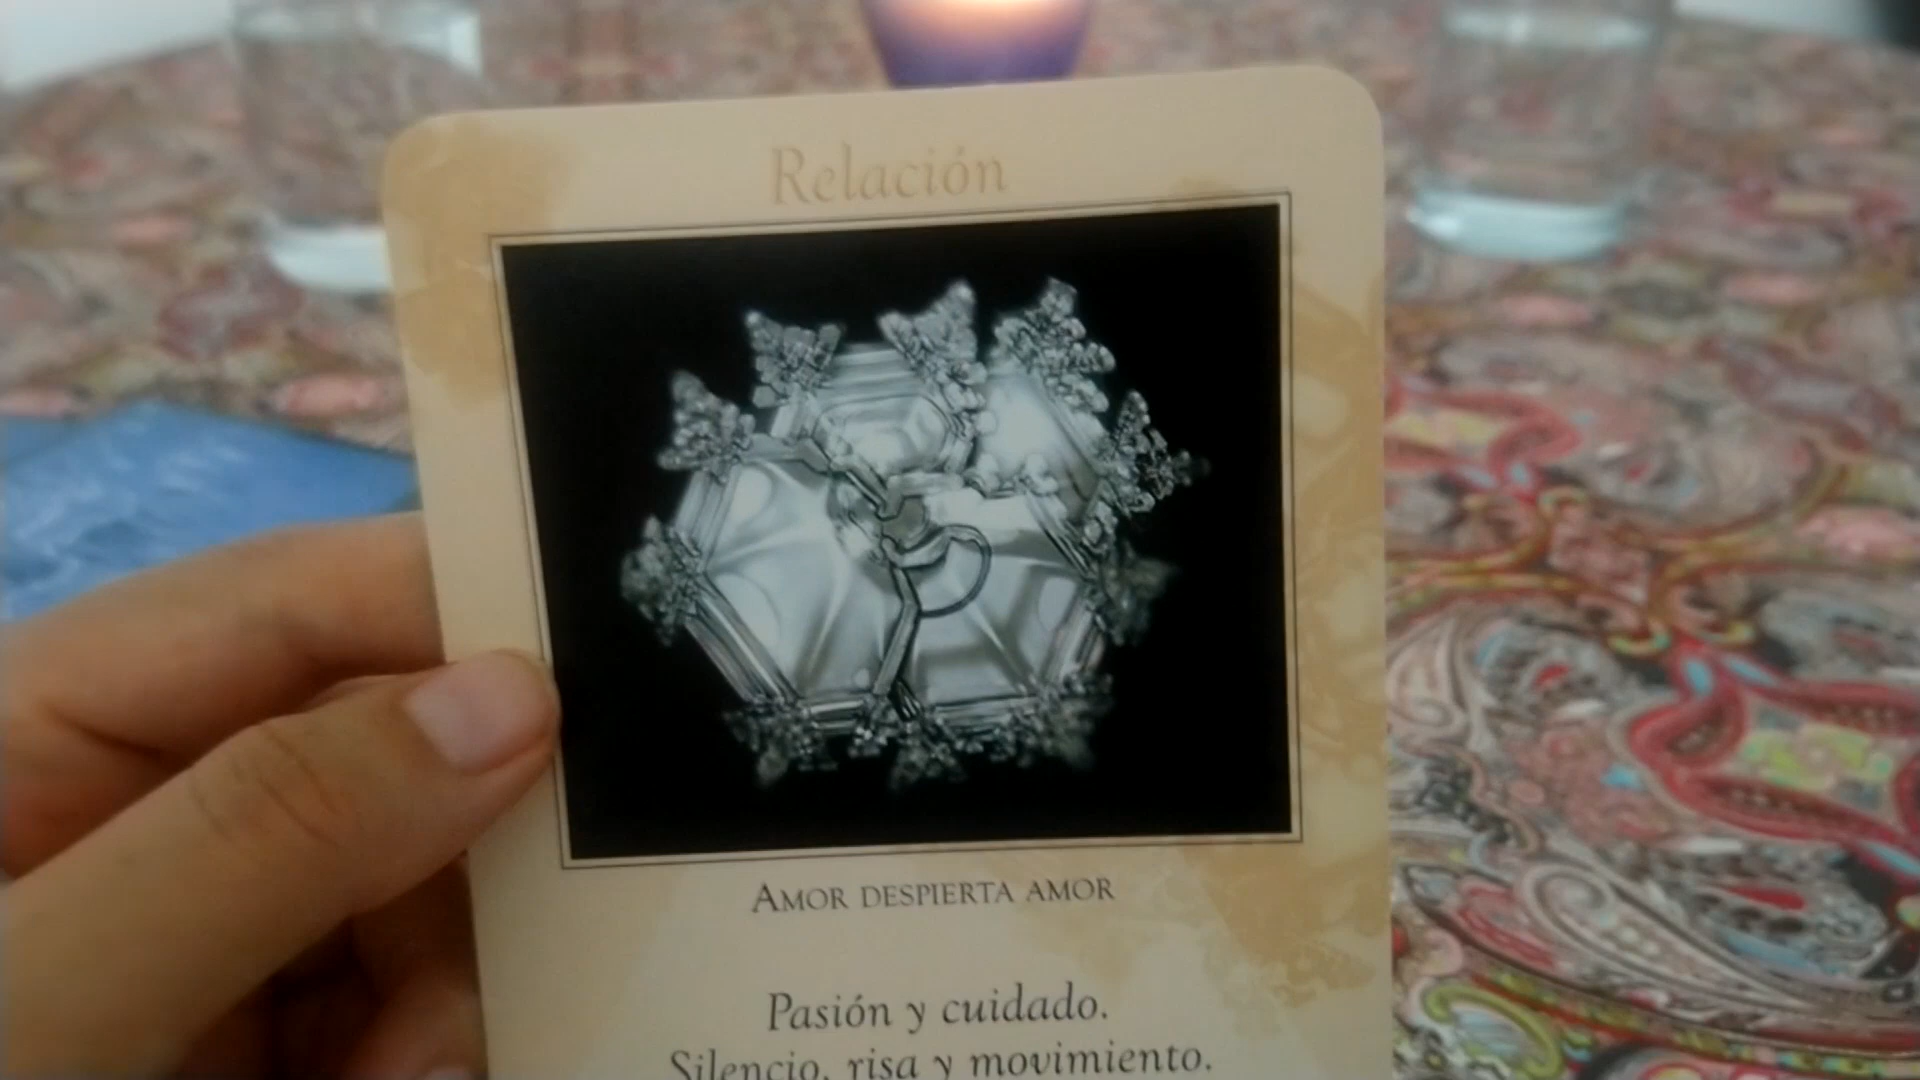 Relación
AMOR DESPIERTA AMOR
Pasión y cuidado.
Silencio, risa y movimiento.